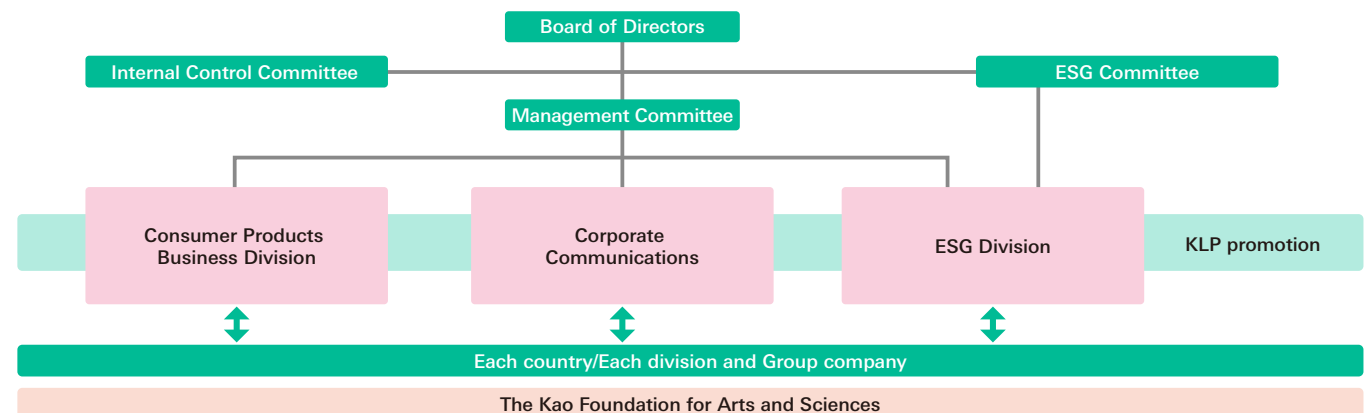 Board of Directors
Internal Control Committee
ESG Committee
Management Committee
Consumer Products
Business Division
Corporate
Communications
ESG Division
KLP promotion
Each country/Each division and Group company
The Kao Foundation for Arts and Sciences